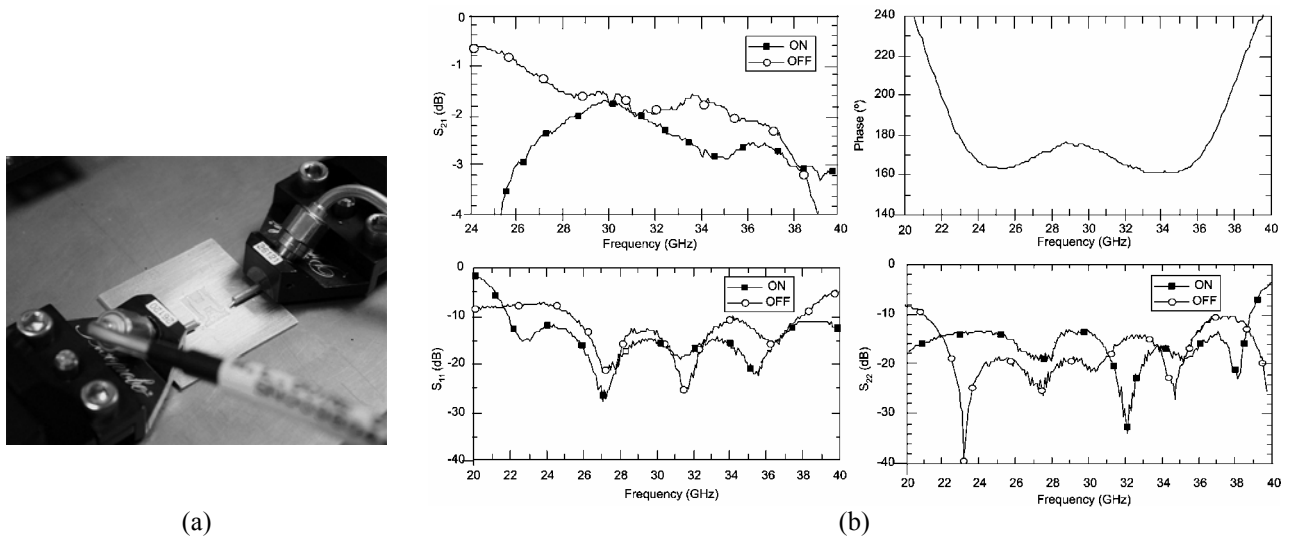 0
-1
-2
-3
-4
S21 (dB)
24 26 28 30 32 34 36 38 40
Frequency (GHz)
ON
OFF
240
220
200
180
160
140
Phase (º)
20 22 24 26 28 30 32 34 36 38 40
Frequency (GHz)
0
-10
-20
-30
-40
S11 (dB)
20 22 24 26 28 30 32 34 36 38 40
Frequency (GHz)
ON
OFF
0
-10
-20
-30
-40
S22 (dB)
20 22 24 26 28 30 32 34 36 38 40
Frequency (GHz)
ON
OFF
(a)
(b)